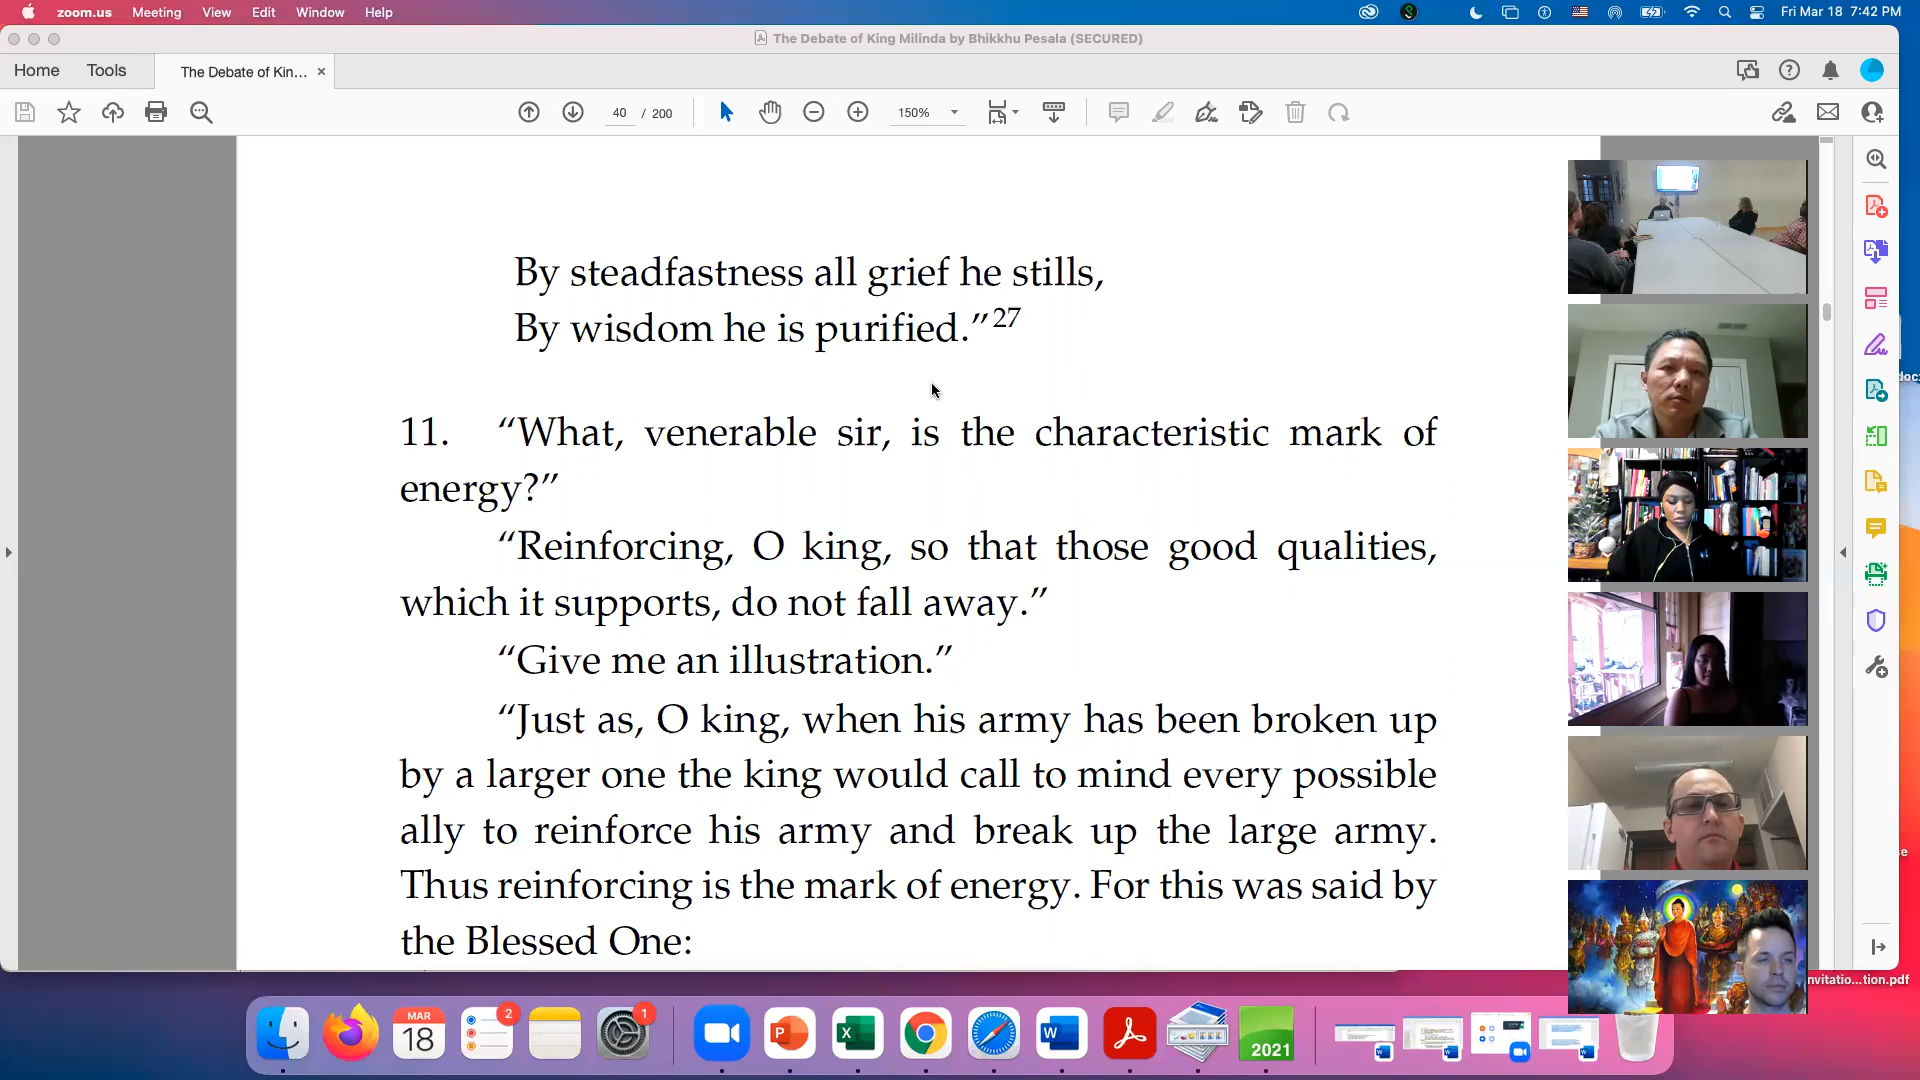 zoom.us Meeting View Edit Window Help Fri Mar 18 7:42 PM
The Debate of King Milinda by Bhikkhu Pesala (SECURED)
Home Tools The Debate of Kin... ×
40 / 200 150%
By steadfastness all grief he stills,
By wisdom he is purified.”27
11. “What, venerable sir, is the characteristic mark of
energy?”
“Reinforcing, O king, so that those good qualities,
which it supports, do not fall away.”
“Give me an illustration.”
“Just as, O king, when his army has been broken up
by a larger one the king would call to mind every possible
ally to reinforce his army and break up the large army.
Thus reinforcing is the mark of energy. For this was said by
the Blessed One:
nvitatio...tion.pdf
MAR
18
2
1
2021